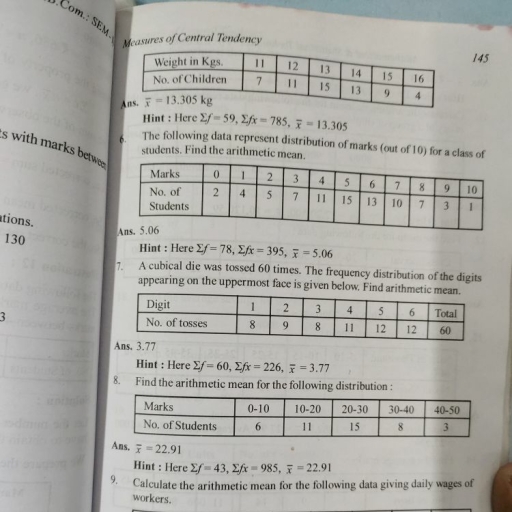 .Com.: SEM.
s with marks between
ations.
130
3
Measures of Central Tendency
145
Weight in Kgs. 11 12 13 14 15 16
No. of Children 7 11 15 13 9 4
Ans. x̅ = 13.305 kg
Hint : Here Σf = 59, Σfx = 785, x̅ = 13.305
6. The following data represent distribution of marks (out of 10) for a class of
students. Find the arithmetic mean.
Marks 0 1 2 3 4 5 6 7 8 9 10
No. of Students 2 4 5 7 11 15 13 10 7 3 1
Ans. 5.06
Hint : Here Σf = 78, Σfx = 395, x̅ = 5.06
7. A cubical die was tossed 60 times. The frequency distribution of the digits
appearing on the uppermost face is given below. Find arithmetic mean.
Digit 1 2 3 4 5 6 Total
No. of tosses 8 9 8 11 12 12 60
Ans. 3.77
Hint : Here Σf = 60, Σfx = 226, x̅ = 3.77
8. Find the arithmetic mean for the following distribution :
Marks 0-10 10-20 20-30 30-40 40-50
No. of Students 6 11 15 8 3
Ans. x̅ = 22.91
Hint : Here Σf = 43, Σfx = 985, x̅ = 22.91
9. Calculate the arithmetic mean for the following data giving daily wages of
workers.